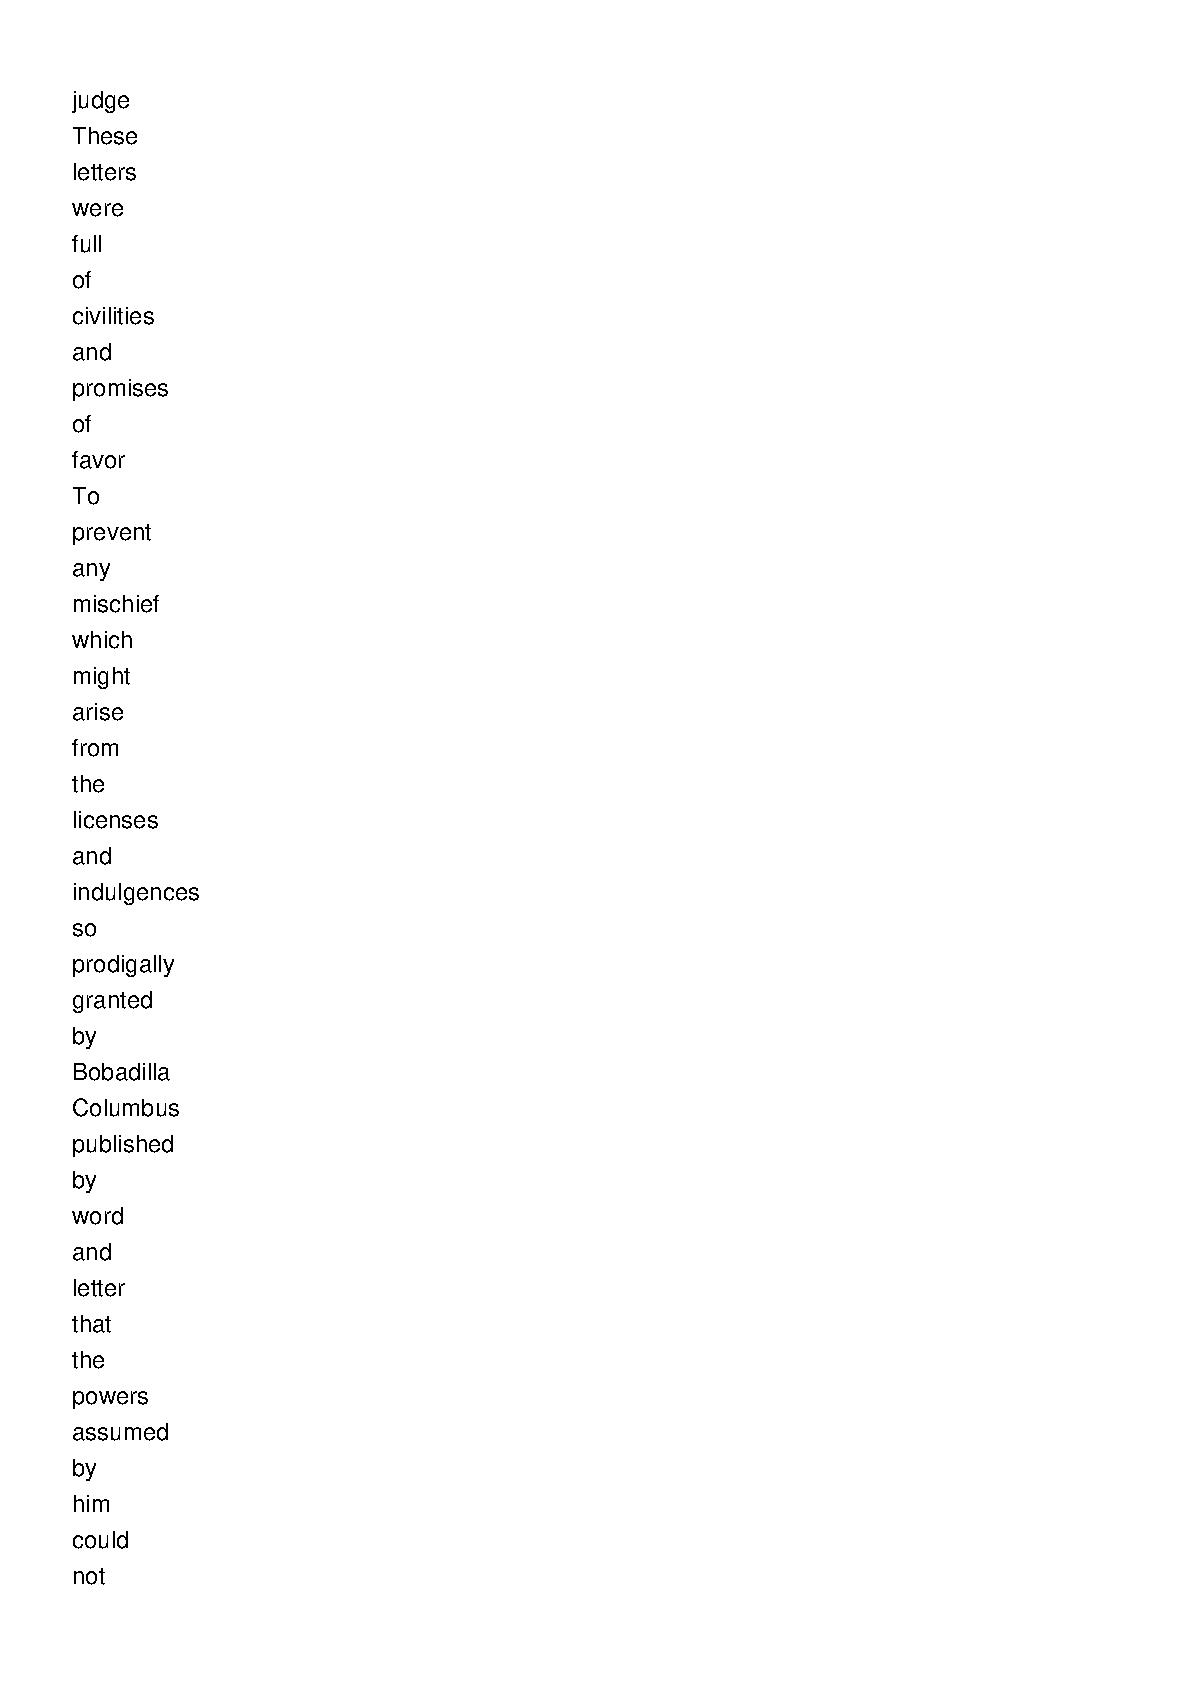 judge
These
letters
were
full
of
civilities
and
promises
of
favor
To
prevent
any
mischief
which
might
arise
from
the
licenses
and
indulgences
so
prodigally
granted
by
Bobadilla
Columbus
published
by
word
and
letter
that
the
powers
assumed
by
him
could
not